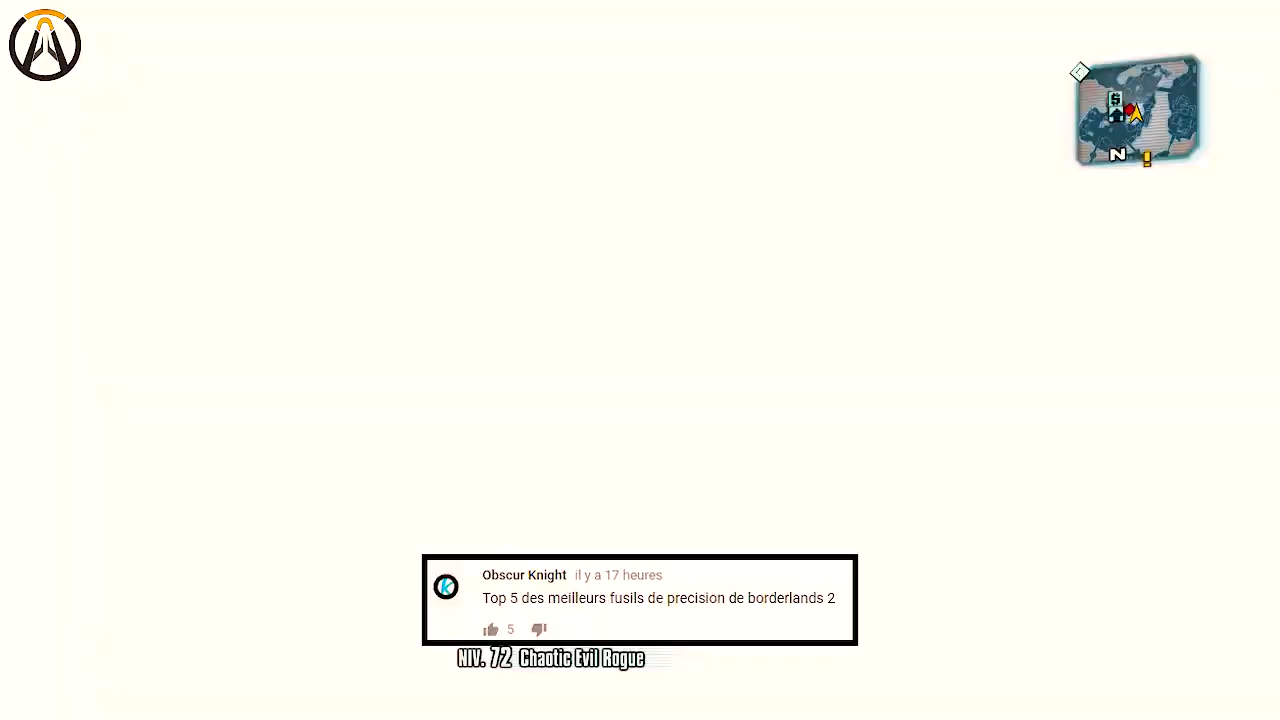 $
N
!
Obscur Knight il y a 17 heures
Top 5 des meilleurs fusils de precision de borderlands 2
5
NIV. 72 Chaotic Evil Rogue